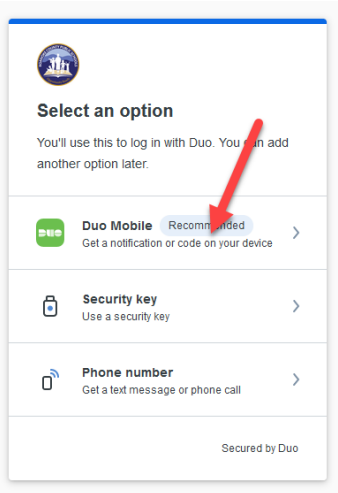 Select an option
You'll use this to log in with Duo. You can add
another option later.
DUO
Duo Mobile Recommended
Get a notification or code on your device
Security key
Use a security key
Phone number
Get a text message or phone call
Secured by Duo